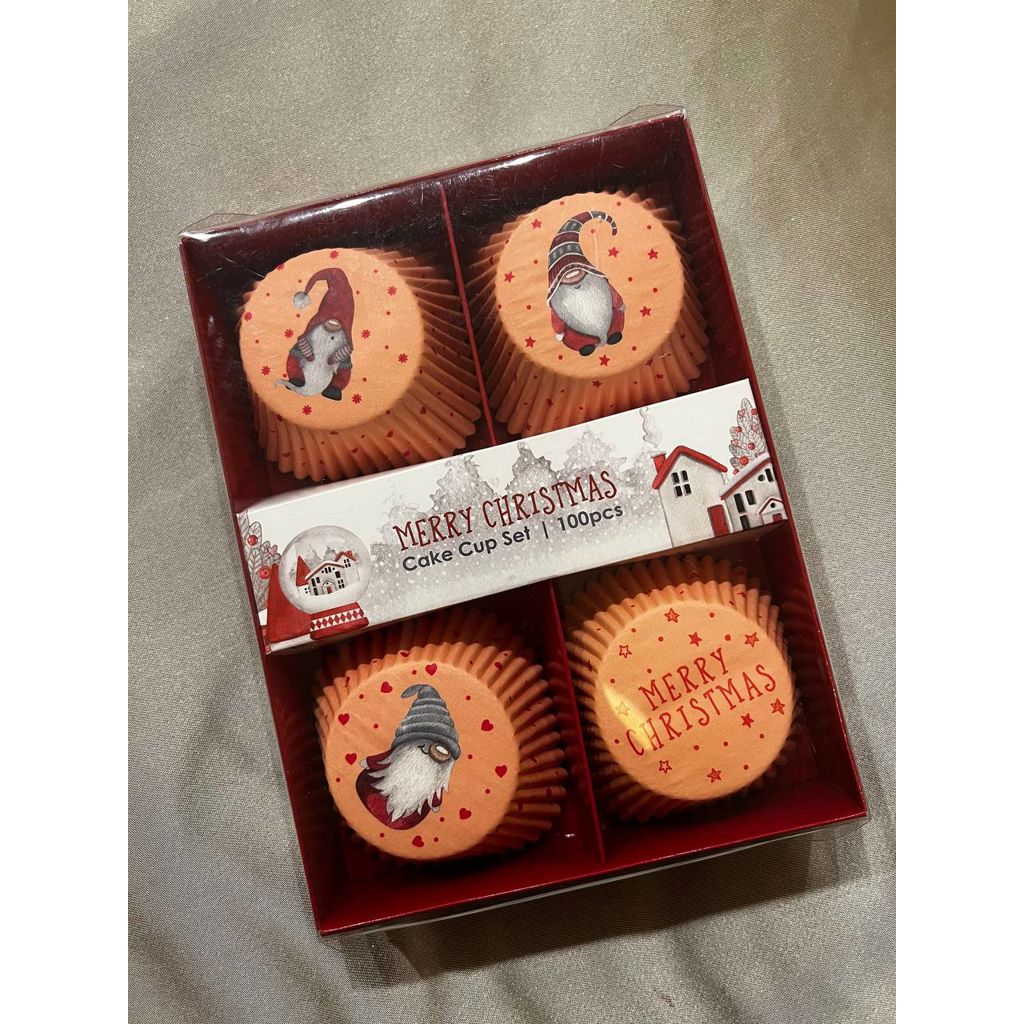 MERRY CHRISTMAS
Cake Cup Set | 100pcs
MERRY
CHRISTMAS